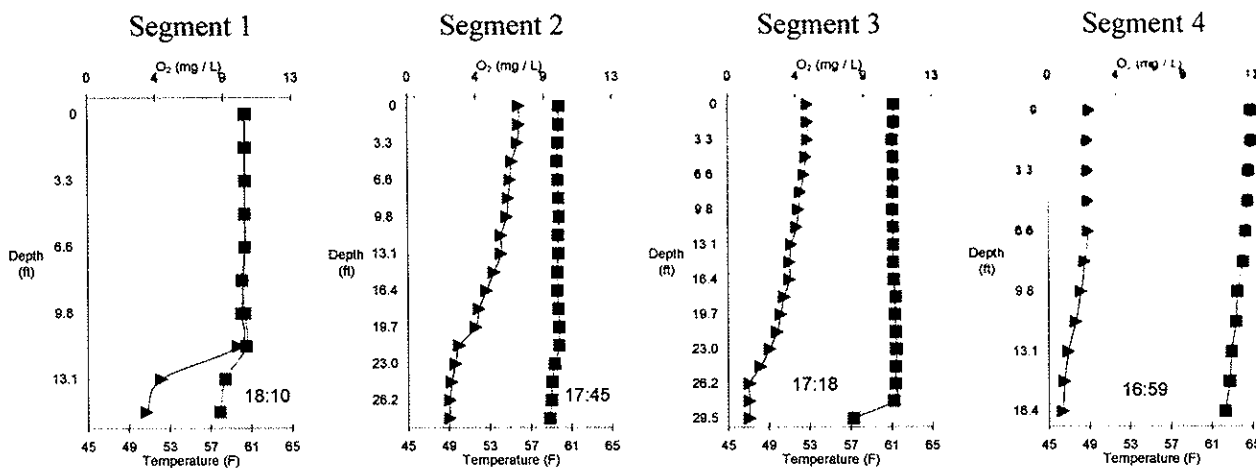 Segment 1
O₂ (mg / L)
0 4 9 13
0
3.3
6.6
Depth
(ft)
9.8
13.1
18:10
45 53 61 65
Temperature (F)
Segment 2
O₂ (mg / L)
0 4 9 13
0
3.3
6.6
9.8
Depth
(ft)
13.1
16.4
19.7
23.0
26.2
17:45
45 49 53 57 61 65
Temperature (F)
Segment 3
O₂ (mg / L)
0 4 9 13
0
3.3
6.6
9.8
13.1
Depth
(ft)
16.4
19.7
23.0
26.2
29.5
17:18
45 49 53 57 61 65
Temperature (F)
Segment 4
(mg / L)
0 4 9 13
0
3.3
6.6
Depth
(ft)
9.8
13.1
16.4
16:59
45 49 53 57 61 65
Temperature (F)